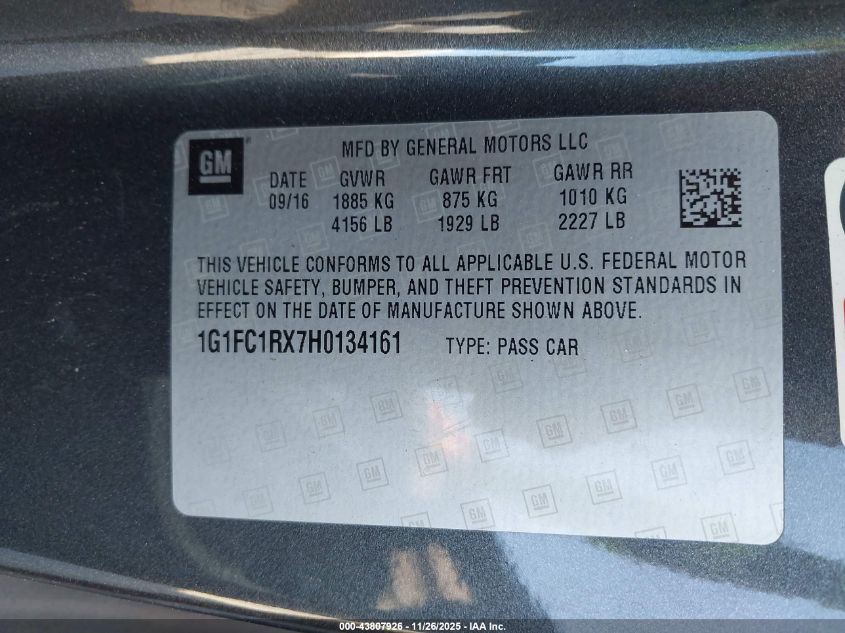 GM
MFD BY GENERAL MOTORS LLC
DATE GVWR GAWR FRT GAWR RR
09/16 1885 KG 875 KG 1010 KG
4156 LB 1929 LB 2227 LB
THIS VEHICLE CONFORMS TO ALL APPLICABLE U.S. FEDERAL MOTOR
VEHICLE SAFETY, BUMPER, AND THEFT PREVENTION STANDARDS IN
EFFECT ON THE DATE OF MANUFACTURE SHOWN ABOVE.
1G1FC1RX7H0134161 TYPE: PASS CAR
000-43807926 - 11/26/2025 - IAA Inc.